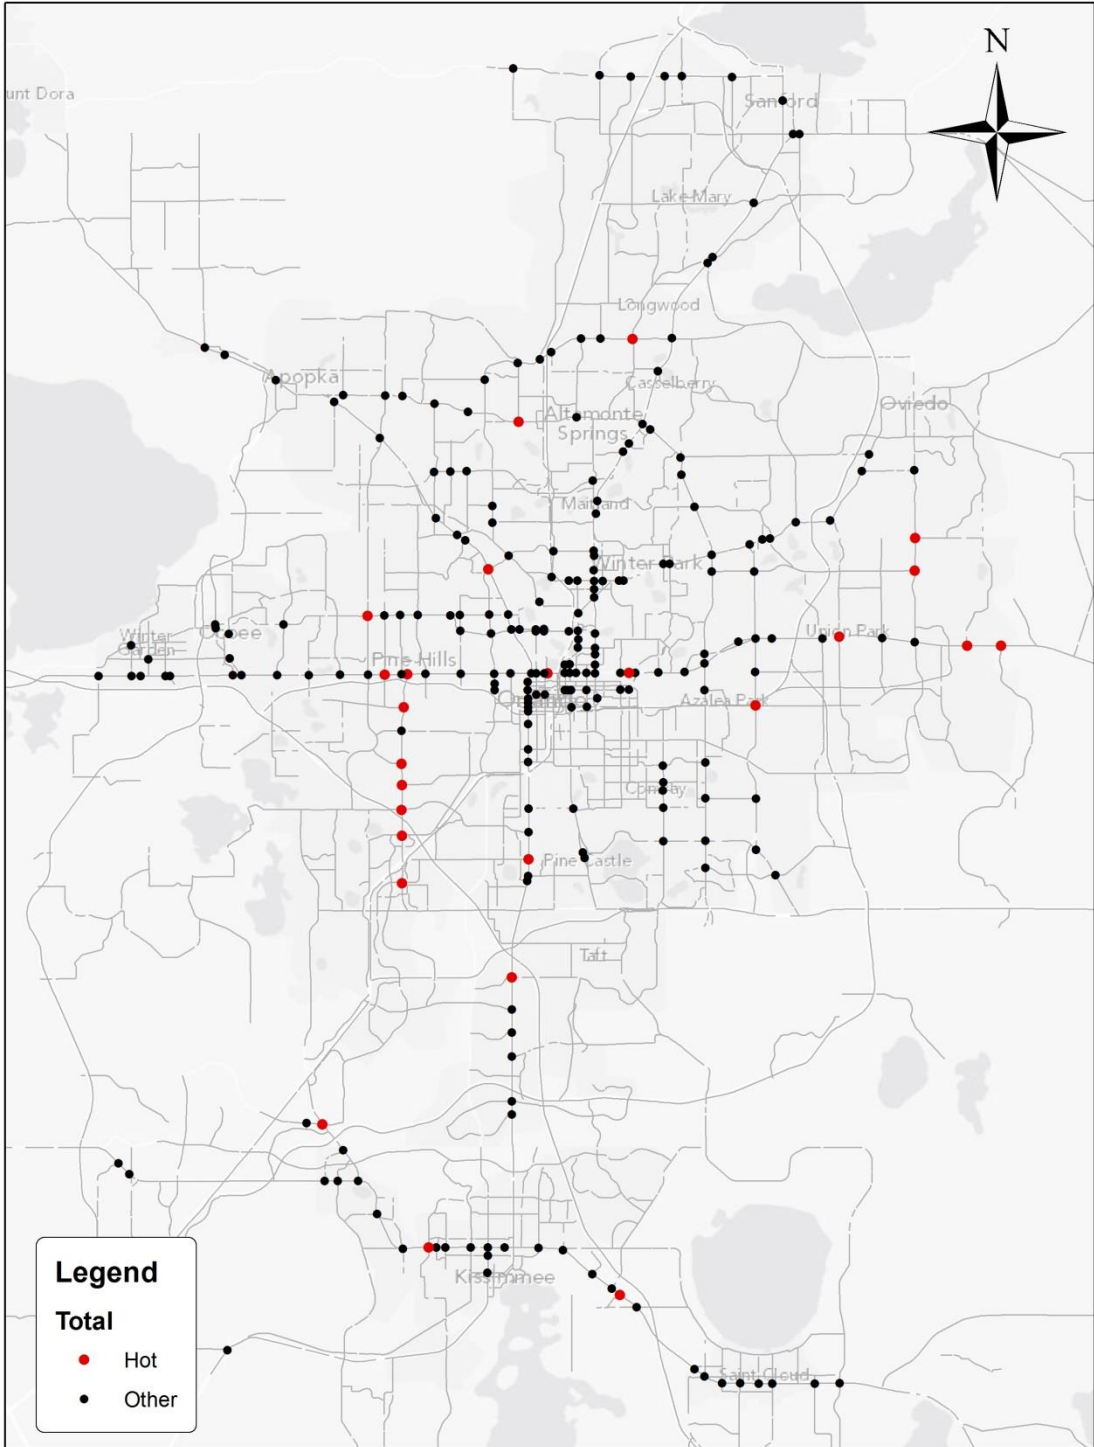 N
unt Dora
Sanford
Lake Mary
Longwood
Casselberry
Apopka
Altamonte
Springs
Oviedo
Maitland
Winter Park
Winter
Garden
Ocoee
Pine Hills
Union Park
Orlando
Azalea Park
Conway
Pine Castle
Taft
Kissimmee
Saint Cloud
Legend
Total
Hot
Other